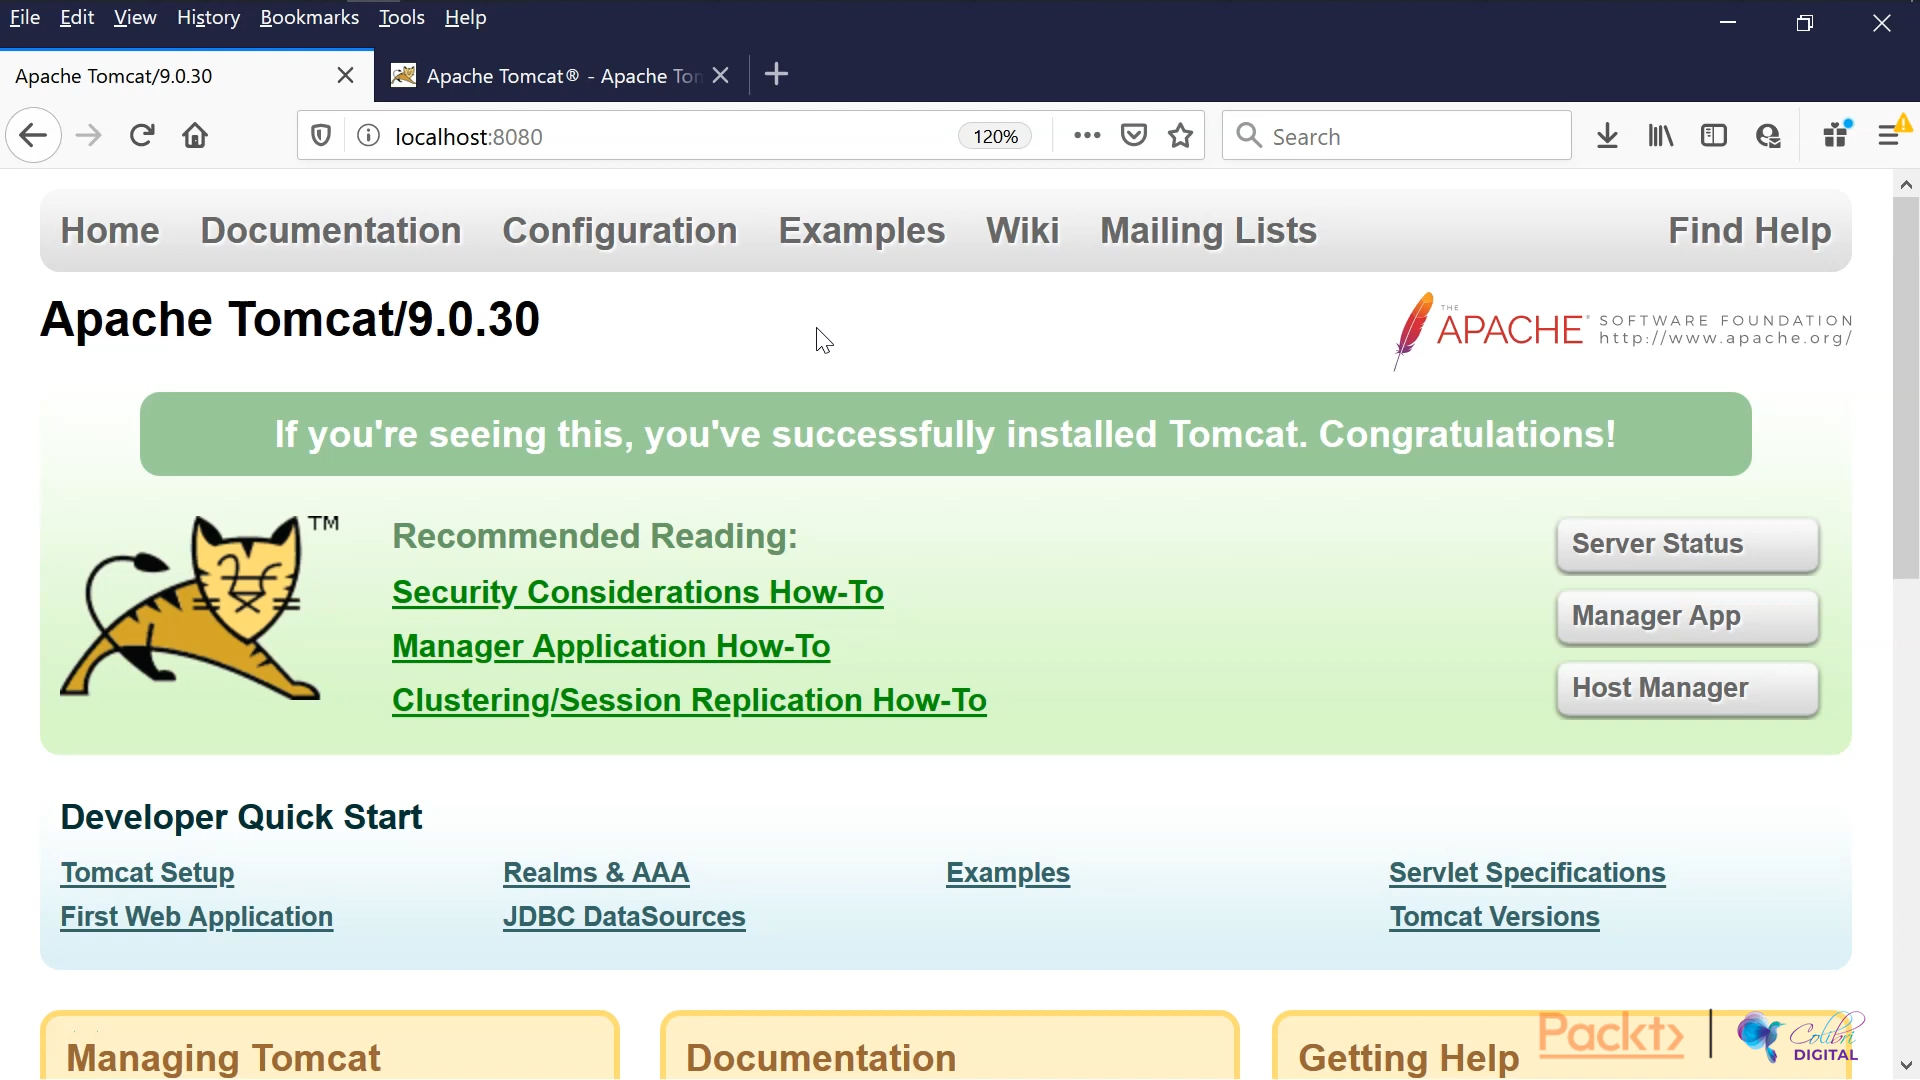 File Edit View History Bookmarks Tools Help
Apache Tomcat/9.0.30
Apache Tomcat® - Apache Tom
localhost:8080
120%
Search
Home Documentation Configuration Examples Wiki Mailing Lists Find Help
Apache Tomcat/9.0.30
THE
APACHE®
SOFTWARE FOUNDATION
http://www.apache.org/
If you're seeing this, you've successfully installed Tomcat. Congratulations!
TM
Recommended Reading:
Security Considerations How-To
Manager Application How-To
Clustering/Session Replication How-To
Server Status
Manager App
Host Manager
Developer Quick Start
Tomcat Setup
Realms & AAA
Examples
Servlet Specifications
First Web Application
JDBC DataSources
Tomcat Versions
Managing Tomcat
Documentation
Getting Help
Packt>
Colibri
DIGITAL